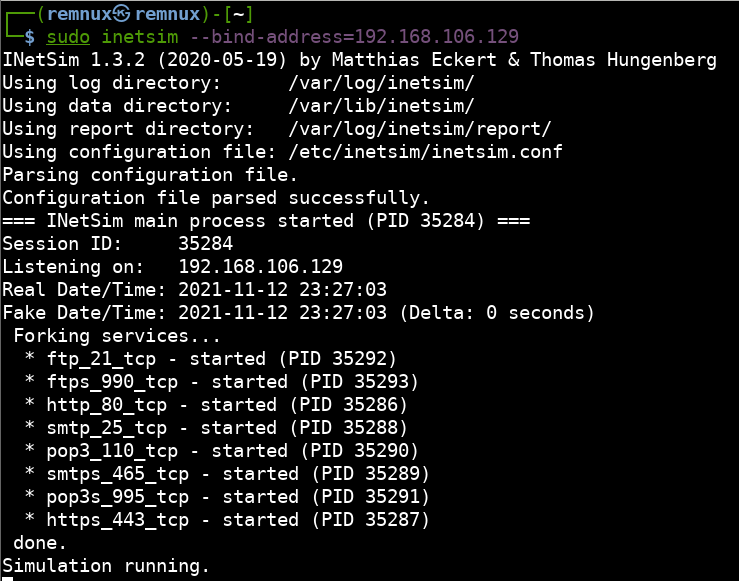 ┌──(remnux㉿remnux)-[~]
└─$ sudo inetsim --bind-address=192.168.106.129
INetSim 1.3.2 (2020-05-19) by Matthias Eckert & Thomas Hungenberg
Using log directory:      /var/log/inetsim/
Using data directory:     /var/lib/inetsim/
Using report directory:   /var/log/inetsim/report/
Using configuration file: /etc/inetsim/inetsim.conf
Parsing configuration file.
Configuration file parsed successfully.
=== INetSim main process started (PID 35284) ===
Session ID:     35284
Listening on:   192.168.106.129
Real Date/Time: 2021-11-12 23:27:03
Fake Date/Time: 2021-11-12 23:27:03 (Delta: 0 seconds)
 Forking services...
  * ftp_21_tcp - started (PID 35292)
  * ftps_990_tcp - started (PID 35293)
  * http_80_tcp - started (PID 35286)
  * smtp_25_tcp - started (PID 35288)
  * pop3_110_tcp - started (PID 35290)
  * smtps_465_tcp - started (PID 35289)
  * pop3s_995_tcp - started (PID 35291)
  * https_443_tcp - started (PID 35287)
 done.
Simulation running.